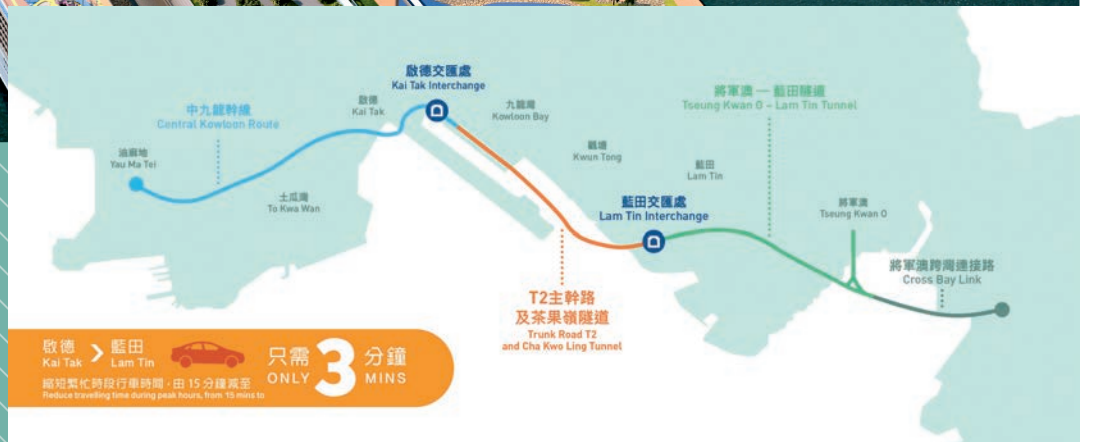 啟德交匯處
Kai Tak Interchange
中九龍幹線
Central Kowloon Route
啟德
Kai Tak
九龍灣
Kowloon Bay
將軍澳 — 藍田隧道
Tseung Kwan O – Lam Tin Tunnel
油麻地
Yau Ma Tei
觀塘
Kwun Tong
藍田
Lam Tin
土瓜灣
To Kwa Wan
藍田交匯處
Lam Tin Interchange
將軍澳
Tseung Kwan O
將軍澳跨灣連接路
Cross Bay Link
T2主幹路
及茶果嶺隧道
Trunk Road T2
and Cha Kwo Ling Tunnel
啟德 > 藍田
Kai Tak Lam Tin
只需 3 分鐘
ONLY MINS
縮短繁忙時段行車時間，由 15 分鐘減至
Reduce travelling time during peak hours, from 15 mins to